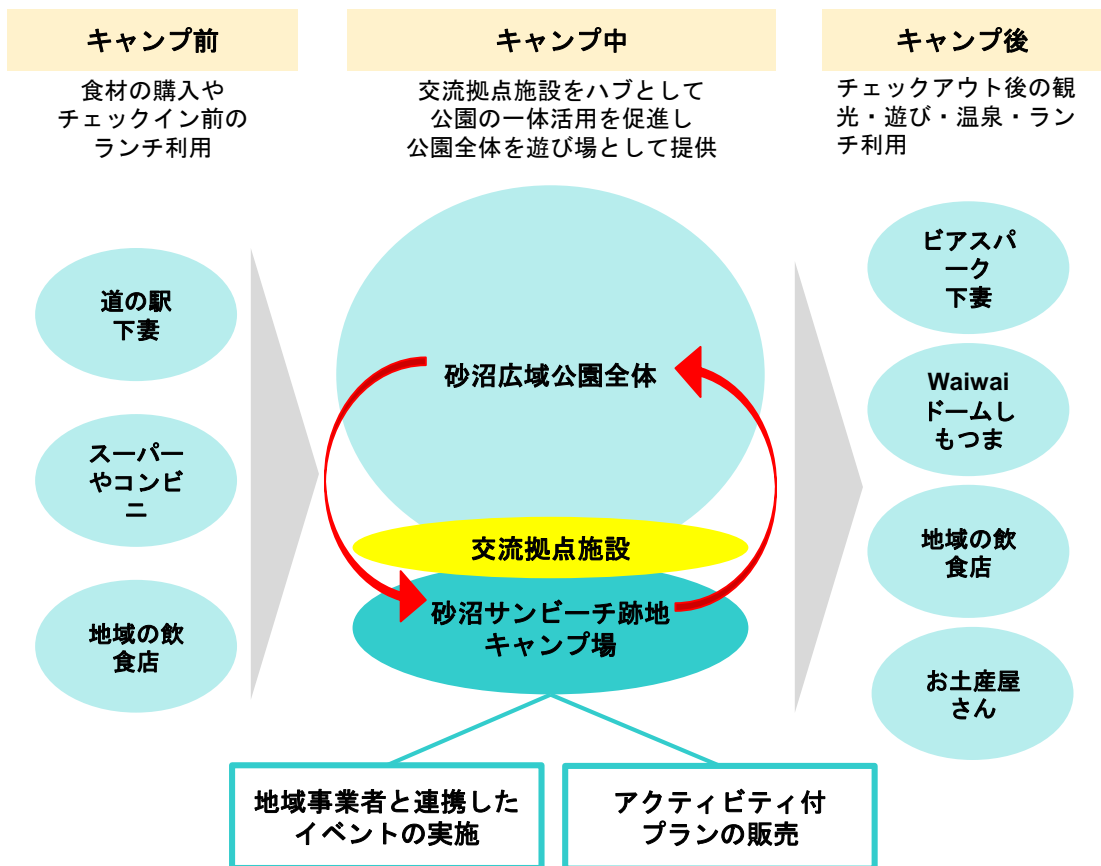 キャンプ前
食材の購入や
チェックイン前の
ランチ利用
道の駅
下妻
スーパー
やコンビ
ニ
地域の飲
食店
キャンプ中
交流拠点施設をハブとして
公園の一体活用を促進し
公園全体を遊び場として提供
砂沼広域公園全体
交流拠点施設
砂沼サンビーチ跡地
キャンプ場
地域事業者と連携した
イベントの実施
アクティビティ付
プランの販売
キャンプ後
チェックアウト後の観
光・遊び・温泉・ラン
チ利用
ビアスパ
ーク
下妻
Waiwai
ドームし
もつま
地域の飲
食店
お土産屋
さん